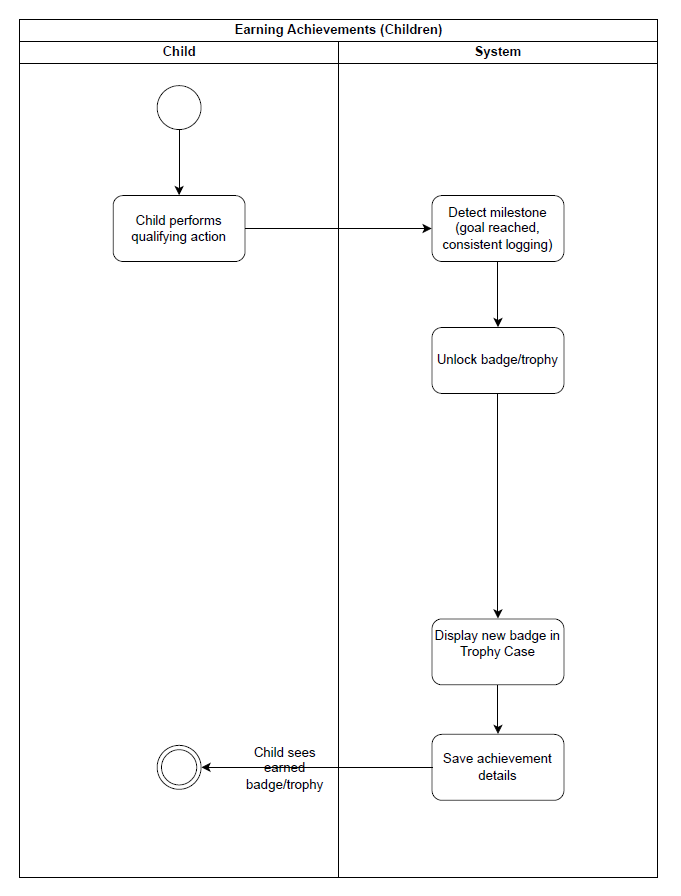 Earning Achievements (Children)
Child
System
Child performs
qualifying action
Detect milestone
(goal reached,
consistent logging)
Unlock badge/trophy
Display new badge in
Trophy Case
Save achievement
details
Child sees
earned
badge/trophy